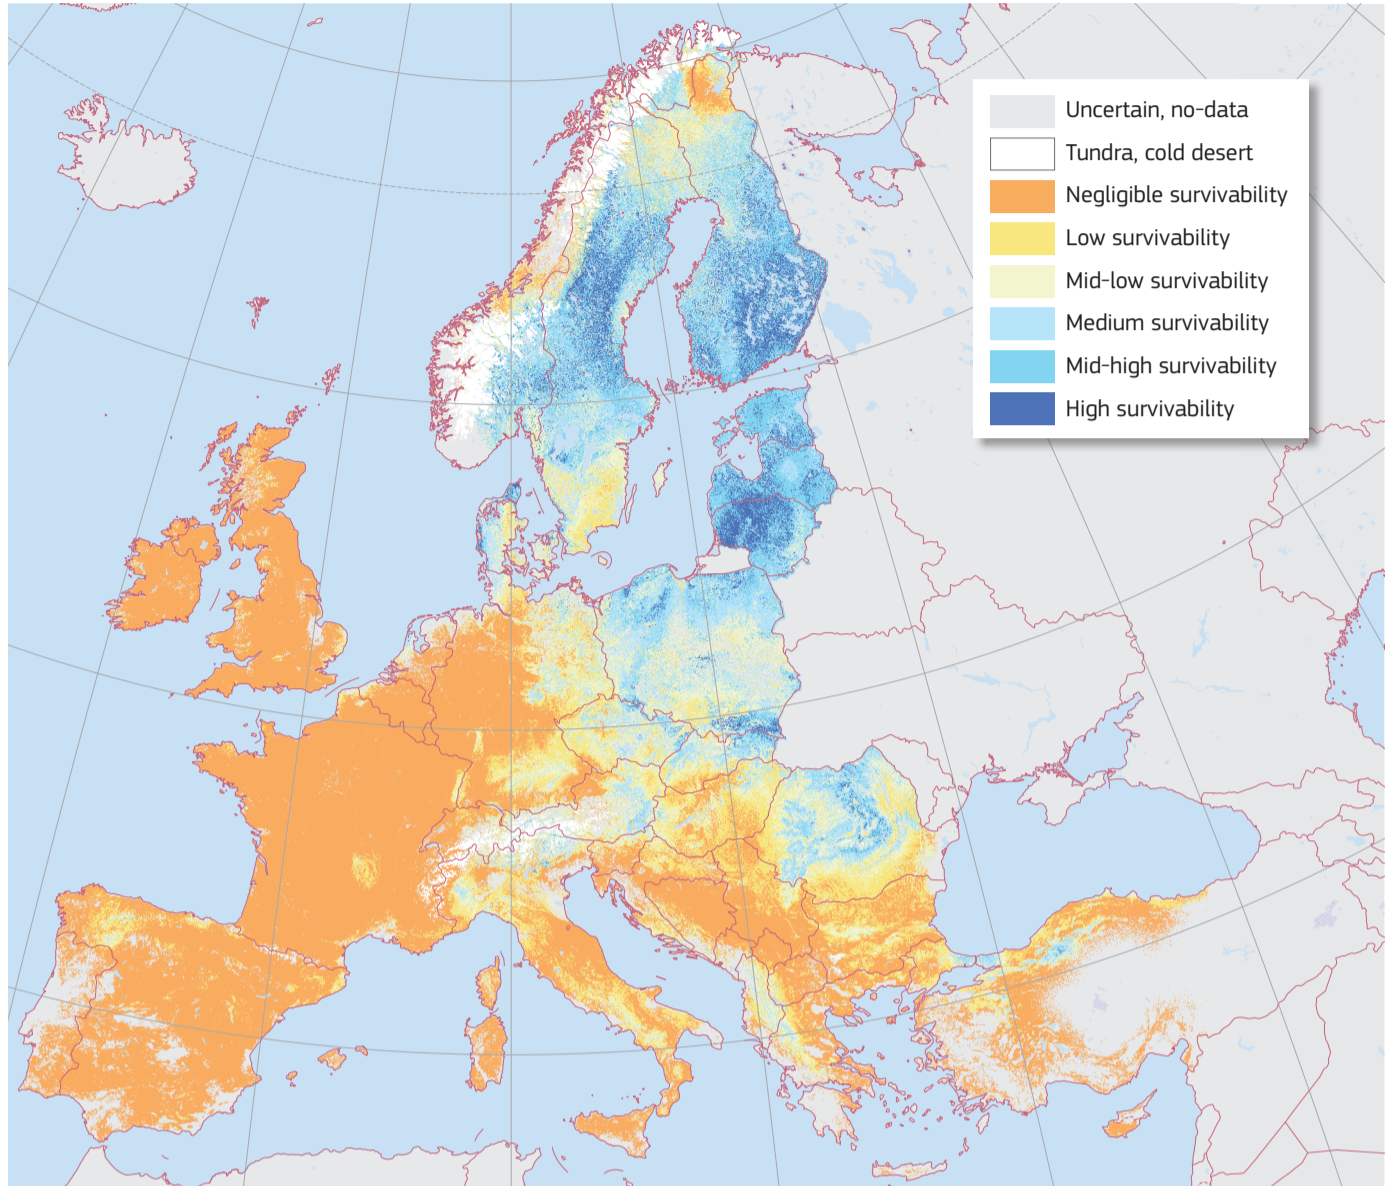 Uncertain, no-data
Tundra, cold desert
Negligible survivability
Low survivability
Mid-low survivability
Medium survivability
Mid-high survivability
High survivability